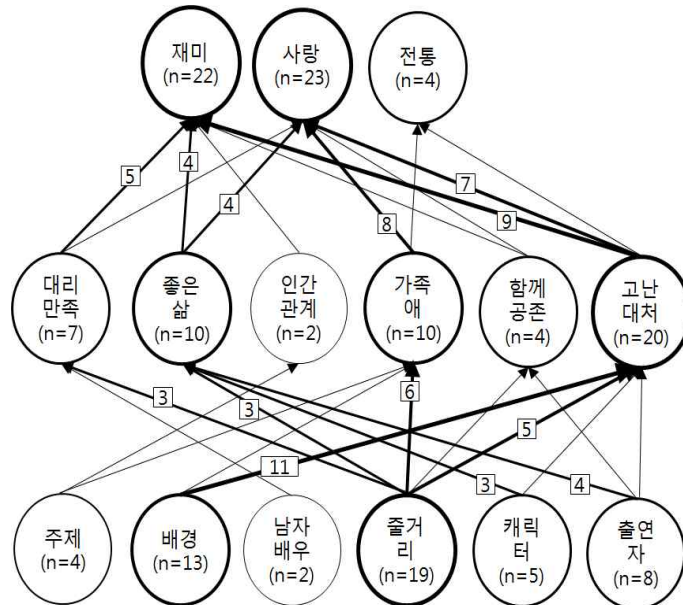 재미
(n=22)
사랑
(n=23)
전통
(n=4)
5
4
4
8
7
9
대리
만족
(n=7)
좋은
삶
(n=10)
인간
관계
(n=2)
가족
애
(n=10)
함께
공존
(n=4)
고난
대처
(n=20)
3
3
6
5
11
3
4
주제
(n=4)
배경
(n=13)
남자
배우
(n=2)
줄거
리
(n=19)
캐릭
터
(n=5)
출연
자
(n=8)